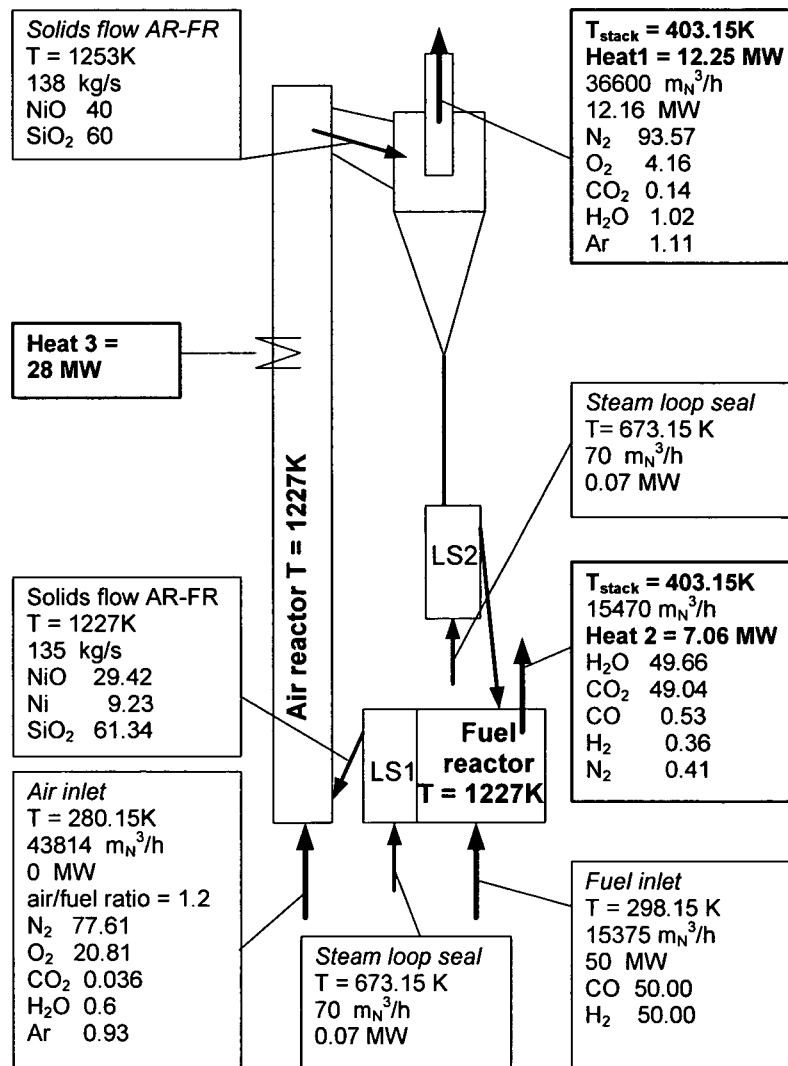 Solids flow AR-FR
T = 1253K
138 kg/s
NiO 40
SiO₂ 60
T_stack = 403.15K
Heat1 = 12.25 MW
36600 m_N³/h
12.16 MW
N₂ 93.57
O₂ 4.16
CO₂ 0.14
H₂O 1.02
Ar 1.11
Heat 3 =
28 MW
Air reactor T = 1227K
Steam loop seal
T= 673.15 K
70 m_N³/h
0.07 MW
LS2
Solids flow AR-FR
T = 1227K
135 kg/s
NiO 29.42
Ni 9.23
SiO₂ 61.34
T_stack = 403.15K
15470 m_N³/h
Heat 2 = 7.06 MW
H₂O 49.66
CO₂ 49.04
CO 0.53
H₂ 0.36
N₂ 0.41
LS1
Fuel
reactor
T = 1227K
Air inlet
T = 280.15K
43814 m_N³/h
0 MW
air/fuel ratio = 1.2
N₂ 77.61
O₂ 20.81
CO₂ 0.036
H₂O 0.6
Ar 0.93
Steam loop seal
T = 673.15 K
70 m_N³/h
0.07 MW
Fuel inlet
T = 298.15 K
15375 m_N³/h
50 MW
CO 50.00
H₂ 50.00